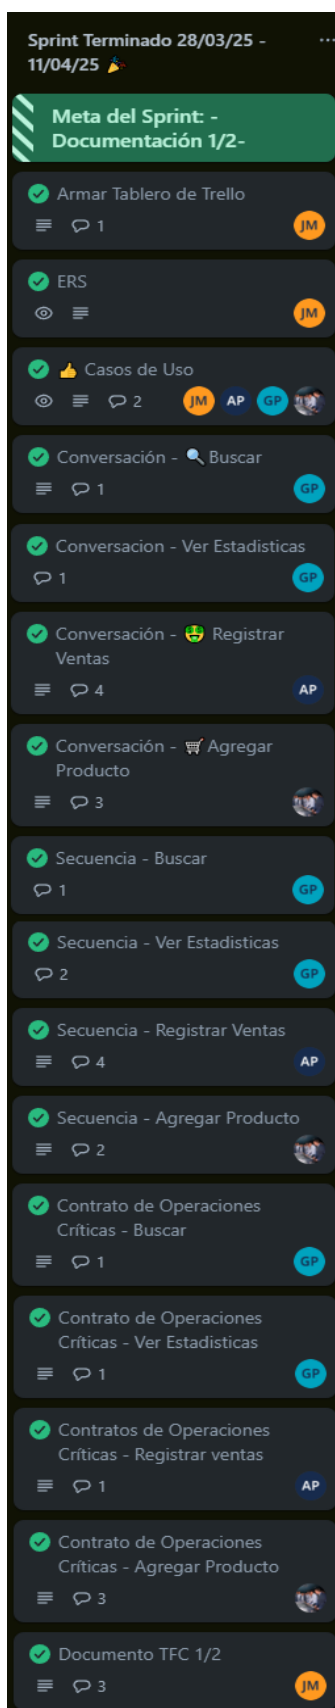 Sprint Terminado 28/03/25 -
11/04/25 🎉
Meta del Sprint: -
Documentación 1/2-
Armar Tablero de Trello
1
JM
ERS
JM
👍 Casos de Uso
2
JM AP GP
Conversación - 🔍 Buscar
1
GP
Conversacion - Ver Estadisticas
1
GP
Conversación - 🤑 Registrar
Ventas
4
AP
Conversación - 🛒 Agregar
Producto
3
Secuencia - Buscar
1
GP
Secuencia - Ver Estadisticas
2
GP
Secuencia - Registrar Ventas
4
AP
Secuencia - Agregar Producto
2
Contrato de Operaciones
Críticas - Buscar
1
GP
Contrato de Operaciones
Críticas - Ver Estadisticas
1
GP
Contratos de Operaciones
Críticas - Registrar ventas
1
AP
Contrato de Operaciones
Críticas - Agregar Producto
3
Documento TFC 1/2
3
JM